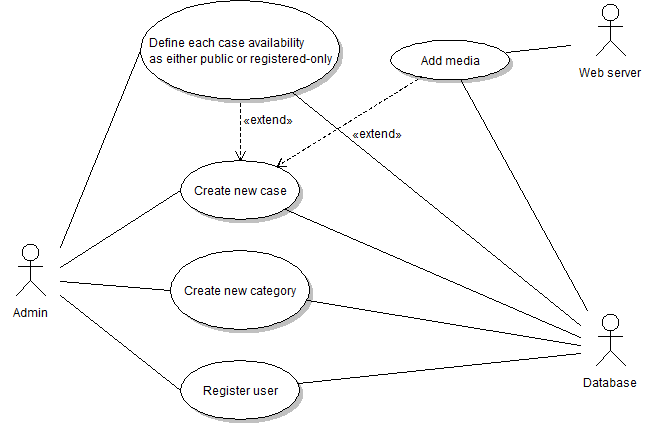 Define each case availability
as either public or registered-only
Add media
Web server
«extend»
«extend»
Create new case
Create new category
Admin
Register user
Database